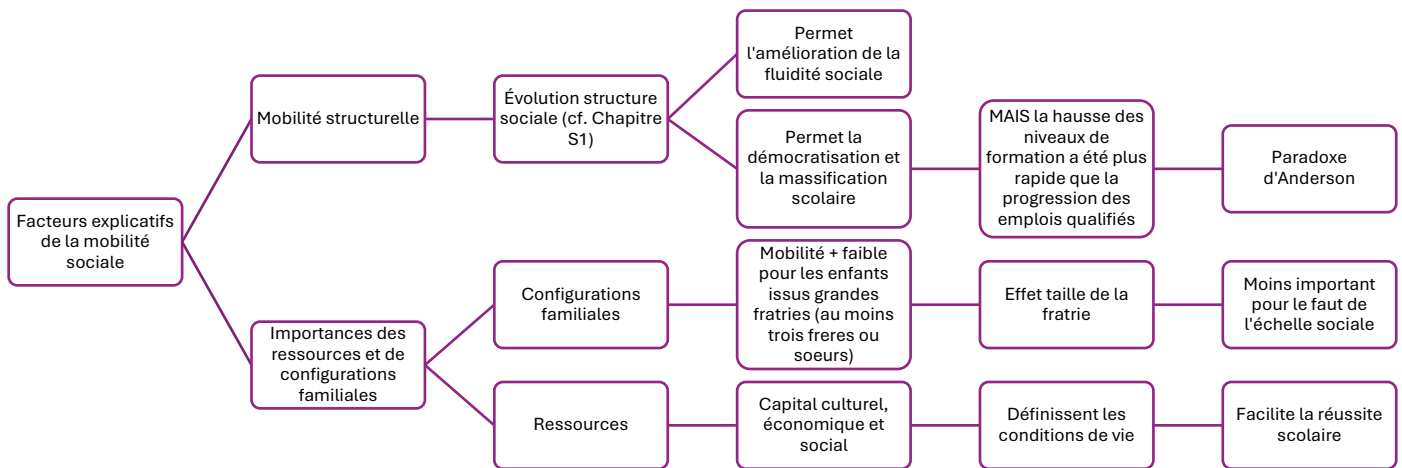 Facteurs explicatifs
de la mobilité
sociale
Mobilité structurelle
Évolution structure
sociale (cf. Chapitre
S1)
Permet
l'amélioration de la
fluidité sociale
Permet la
démocratisation et
la massification
scolaire
MAIS la hausse des
niveaux de
formation a été plus
rapide que la
progression des
emplois qualifiés
Paradoxe
d'Anderson
Importances des
ressources et de
configurations
familiales
Configurations
familiales
Mobilité + faible
pour les enfants
issus grandes
fratries (au moins
trois freres ou
soeurs)
Effet taille de la
fratrie
Moins important
pour le faut de
l'échelle sociale
Ressources
Capital culturel,
économique et
social
Définissent les
conditions de vie
Facilite la réussite
scolaire